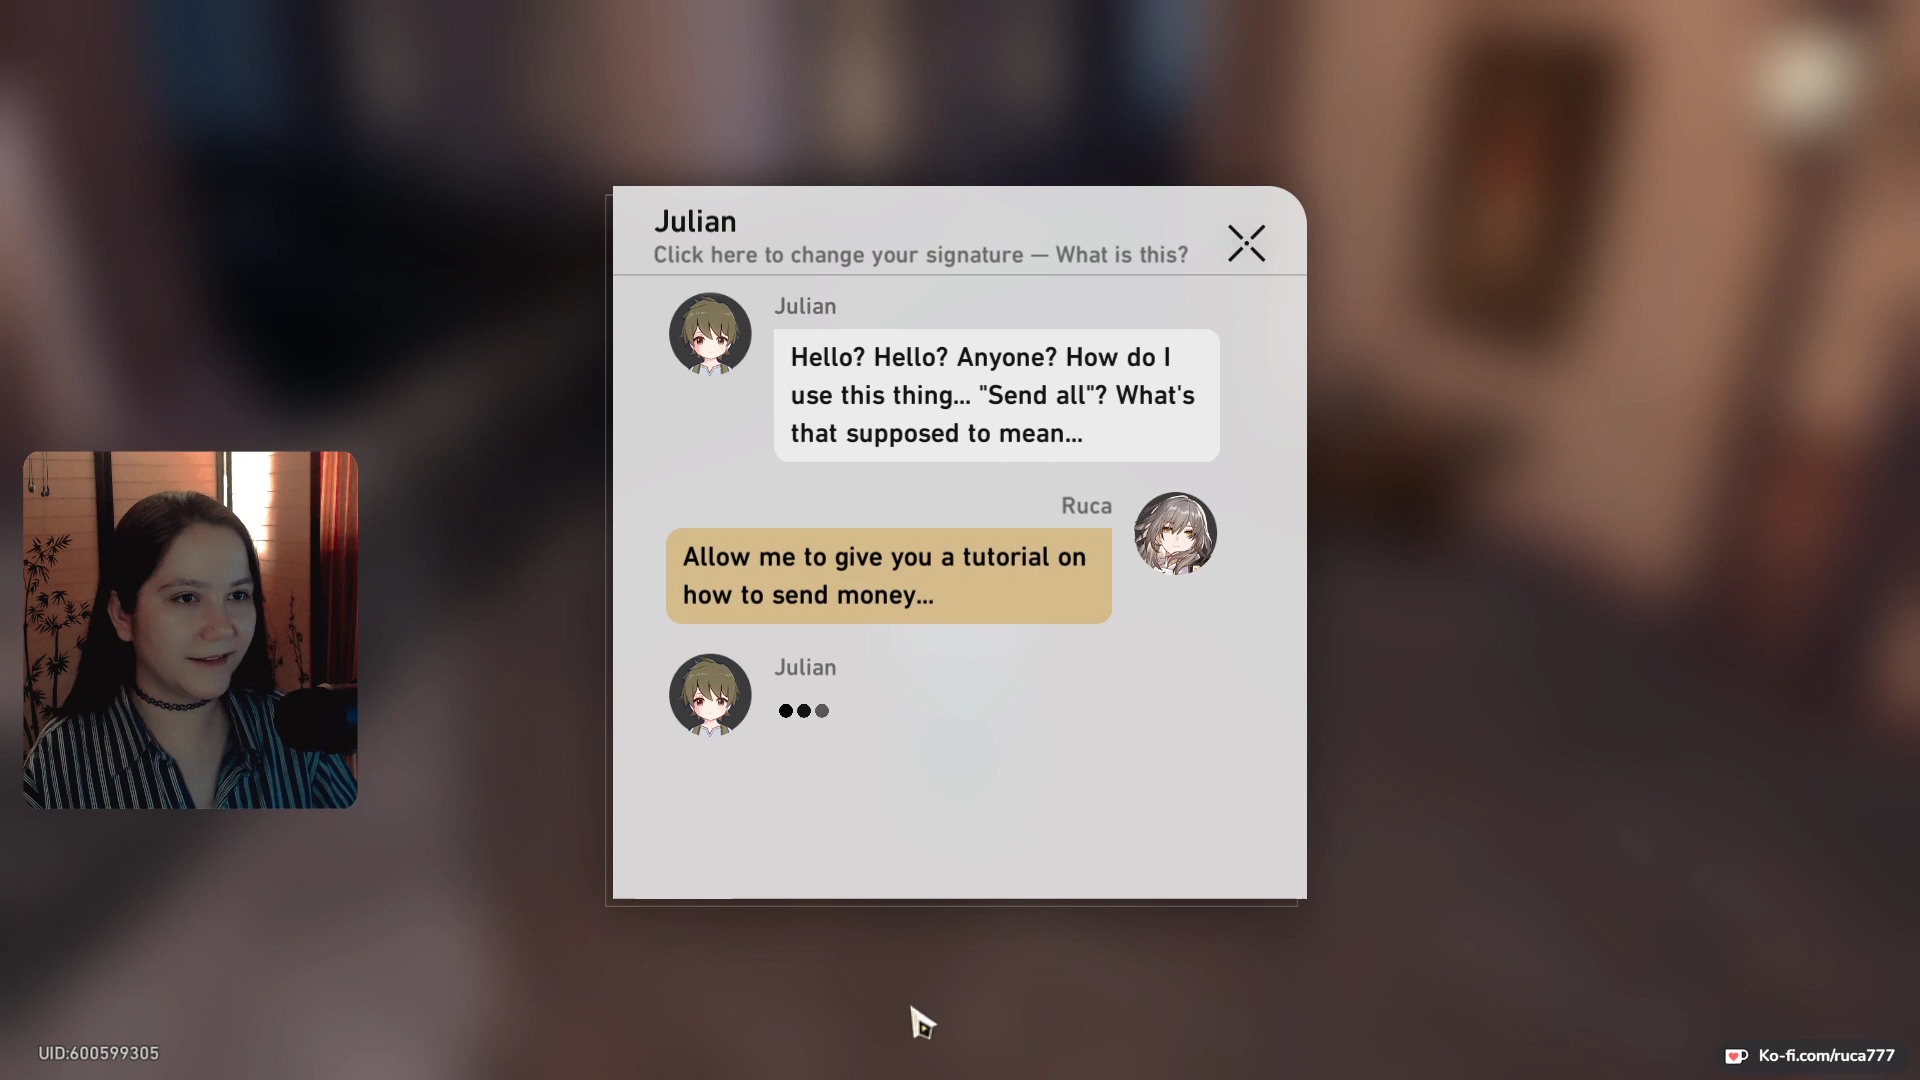 Julian
Click here to change your signature — What is this?
Julian
Hello? Hello? Anyone? How do I
use this thing... "Send all"? What's
that supposed to mean...
Ruca
Allow me to give you a tutorial on
how to send money...
Julian
UID:600599305
Ko-fi.com/ruca777